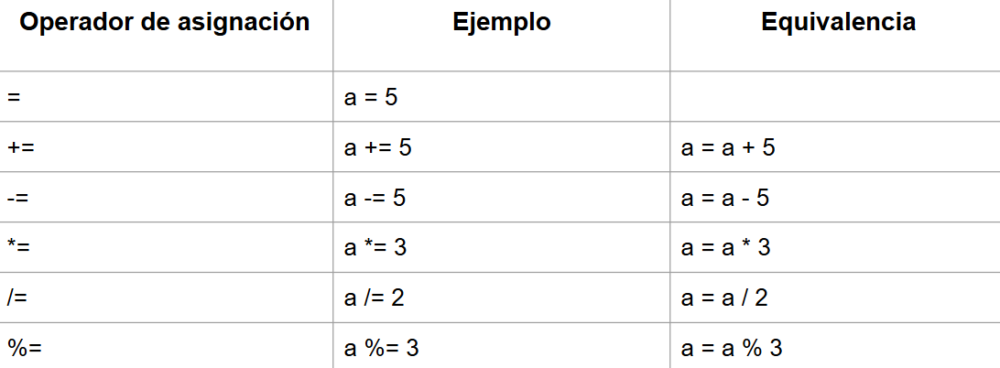 Operador de asignación Ejemplo Equivalencia
= a = 5
+= a += 5 a = a + 5
-= a -= 5 a = a - 5
*= a *= 3 a = a * 3
/= a /= 2 a = a / 2
%= a %= 3 a = a % 3